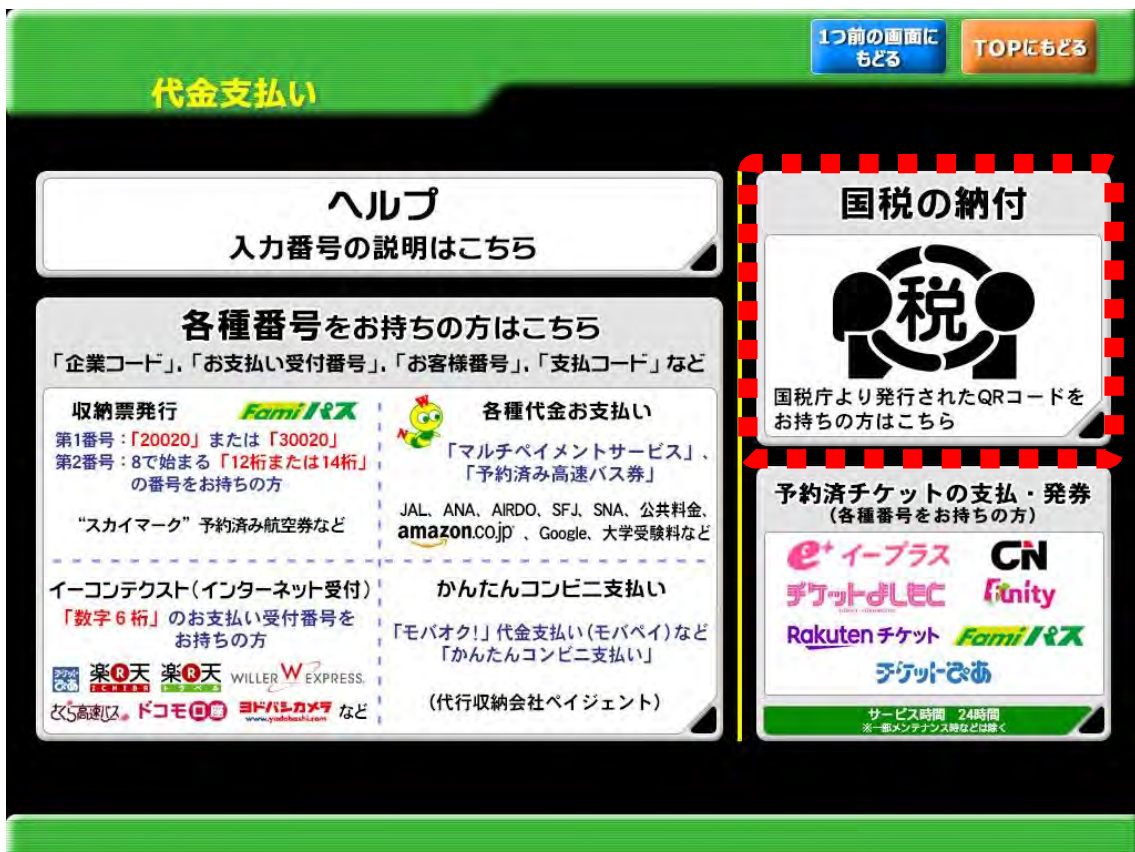 1つ前の画面に
もどる
TOPにもどる
代金支払い
ヘルプ
入力番号の説明はこちら
各種番号をお持ちの方はこちら
「企業コード」,「お支払い受付番号」,「お客様番号」,「支払コード」など
収納票発行 Famiパス
第1番号:「20020」または「30020」
第2番号:8で始まる「12桁または14桁」
の番号をお持ちの方
“スカイマーク”予約済み航空券など
各種代金お支払い
「マルチペイメントサービス」、
「予約済み高速バス券」
JAL、ANA、AIRDO、SFJ、SNA、公共料金、
amazon.co.jp 、Google、大学受験料など
イーコンテクスト(インターネット受付)
「数字6桁」のお支払い受付番号を
お持ちの方
チケットぴあ 楽R天 ICHIBA 楽R天 トラベル WILLER EXPRESS
さくら高速バス ドコモ口座 ヨドバシカメラ www.yodobashi.com など
かんたんコンビニ支払い
「モバオク!」代金支払い(モバペイ)など
「かんたんコンビニ支払い」
(代行収納会社ペイジェント)
国税の納付
税
国税庁より発行されたQRコードを
お持ちの方はこちら
予約済チケットの支払・発券
(各種番号をお持ちの方)
e+ イープラス CN
チケットよしもと Finity
Rakuten チケット Famiパス
チケットぴあ
サービス時間 24時間
※一部メンテナンス時などは除く